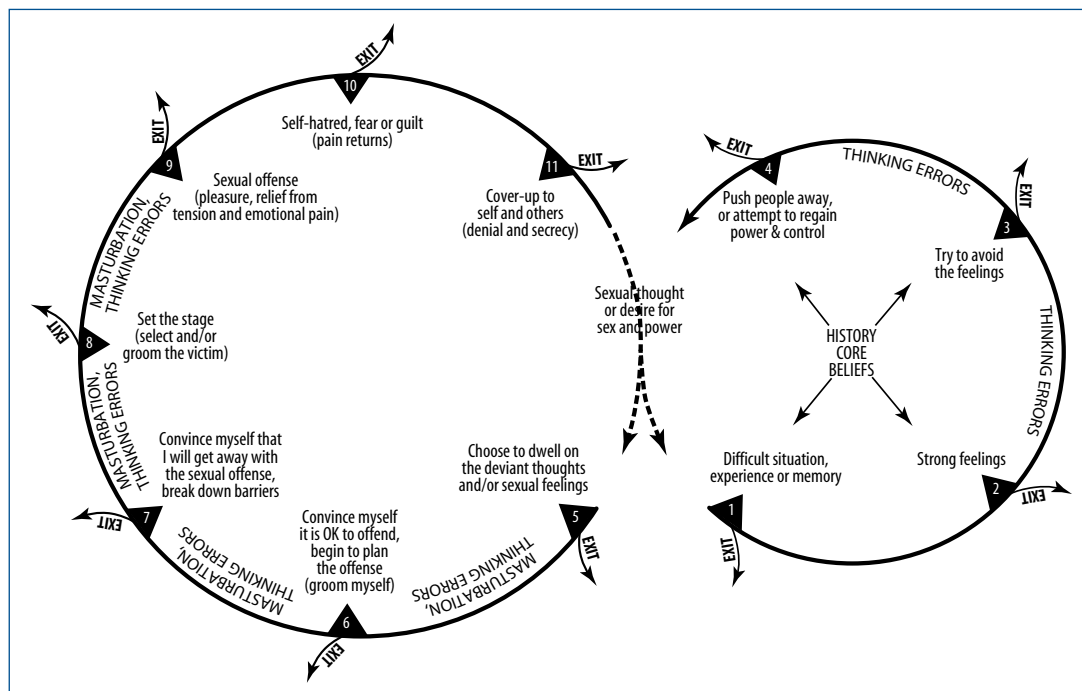 EXIT
10
Self-hatred, fear or guilt
(pain returns)
EXIT
11
Cover-up to
self and others
(denial and secrecy)
EXIT
9
Sexual offense
(pleasure, relief from
tension and emotional pain)
MASTURBATION,
THINKING ERRORS
EXIT
8
Set the stage
(select and/or
groom the victim)
MASTURBATION,
THINKING ERRORS
EXIT
7
Convince myself that
I will get away with
the sexual offense,
break down barriers
MASTURBATION,
THINKING ERRORS
EXIT
6
Convince myself
it is OK to offend,
begin to plan
the offense
(groom myself)
MASTURBATION,
THINKING ERRORS
EXIT
5
Choose to dwell on
the deviant thoughts
and/or sexual feelings
Sexual thought
or desire for
sex and power
EXIT
4
Push people away,
or attempt to regain
power & control
THINKING ERRORS
EXIT
3
Try to avoid
the feelings
THINKING ERRORS
HISTORY
CORE
BELIEFS
Strong feelings
2
EXIT
Difficult situation,
experience or memory
1
EXIT